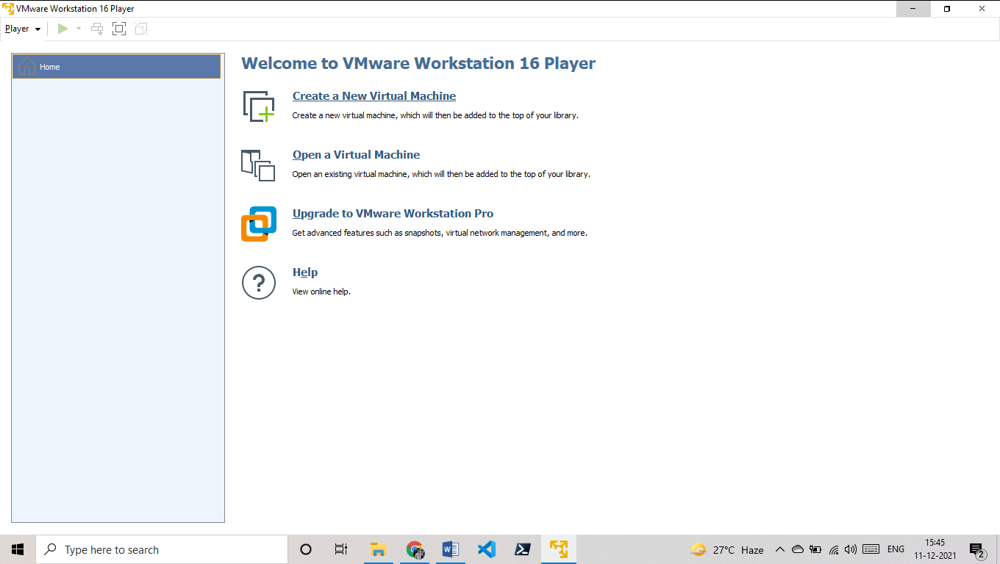 VMware Workstation 16 Player
Player
Home
Welcome to VMware Workstation 16 Player
Create a New Virtual Machine
Create a new virtual machine, which will then be added to the top of your library.
Open a Virtual Machine
Open an existing virtual machine, which will then be added to the top of your library.
Upgrade to VMware Workstation Pro
Get advanced features such as snapshots, virtual network management, and more.
?
Help
View online help.
Type here to search
27°C Haze
ENG
15:45
11-12-2021
2